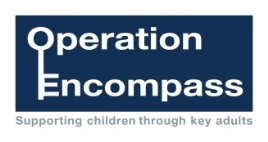 Operation
Encompass
Supporting children through key adults